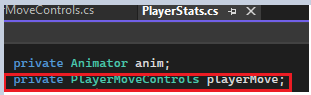 MoveControls.cs
PlayerStats.cs
private Animator anim;
private PlayerMoveControls playerMove;